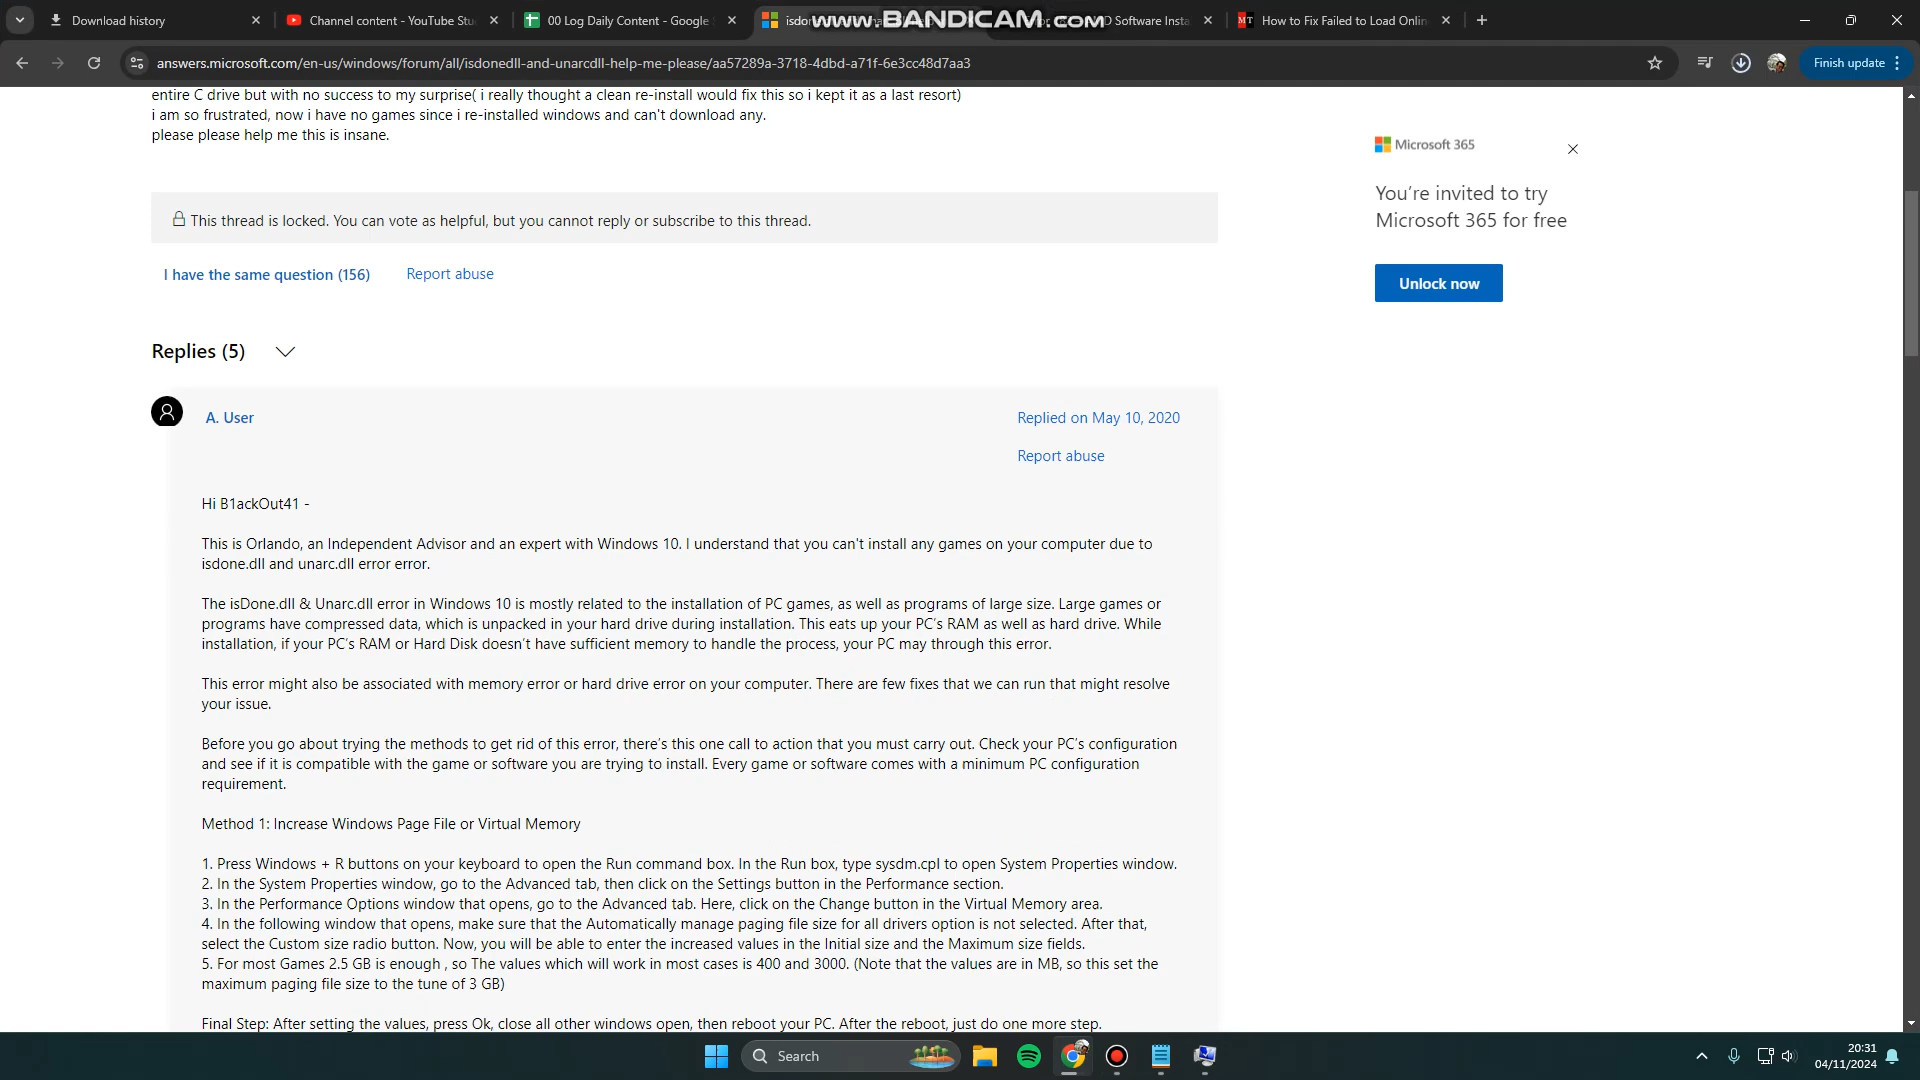 Download history
Channel content - YouTube Stu
00 Log Daily Content - Google
isdon
www.BANDICAM.com
D Software Insta
MT How to Fix Failed to Load Onlin
answers.microsoft.com/en-us/windows/forum/all/isdonedll-and-unarcdll-help-me-please/aa57289a-3718-4dbd-a71f-6e3cc48d7aa3
Finish update
entire C drive but with no success to my surprise( i really thought a clean re-install would fix this so i kept it as a last resort)
i am so frustrated, now i have no games since i re-installed windows and can't download any.
please please help me this is insane.
Microsoft 365
You’re invited to try
Microsoft 365 for free
Unlock now
This thread is locked. You can vote as helpful, but you cannot reply or subscribe to this thread.
I have the same question (156)
Report abuse
Replies (5)
A. User
Replied on May 10, 2020
Report abuse
Hi B1ackOut41 -
This is Orlando, an Independent Advisor and an expert with Windows 10. I understand that you can't install any games on your computer due to
isdone.dll and unarc.dll error error.
The isDone.dll & Unarc.dll error in Windows 10 is mostly related to the installation of PC games, as well as programs of large size. Large games or
programs have compressed data, which is unpacked in your hard drive during installation. This eats up your PC’s RAM as well as hard drive. While
installation, if your PC’s RAM or Hard Disk doesn’t have sufficient memory to handle the process, your PC may through this error.
This error might also be associated with memory error or hard drive error on your computer. There are few fixes that we can run that might resolve
your issue.
Before you go about trying the methods to get rid of this error, there’s this one call to action that you must carry out. Check your PC’s configuration
and see if it is compatible with the game or software you are trying to install. Every game or software comes with a minimum PC configuration
requirement.
Method 1: Increase Windows Page File or Virtual Memory
1. Press Windows + R buttons on your keyboard to open the Run command box. In the Run box, type sysdm.cpl to open System Properties window.
2. In the System Properties window, go to the Advanced tab, then click on the Settings button in the Performance section.
3. In the Performance Options window that opens, go to the Advanced tab. Here, click on the Change button in the Virtual Memory area.
4. In the following window that opens, make sure that the Automatically manage paging file size for all drivers option is not selected. After that,
select the Custom size radio button. Now, you will be able to enter the increased values in the Initial size and the Maximum size fields.
5. For most Games 2.5 GB is enough , so The values which will work in most cases is 400 and 3000. (Note that the values are in MB, so this set the
maximum paging file size to the tune of 3 GB)
Final Step: After setting the values, press Ok, close all other windows open, then reboot your PC. After the reboot, just do one more step.
Search
20:31
04/11/2024